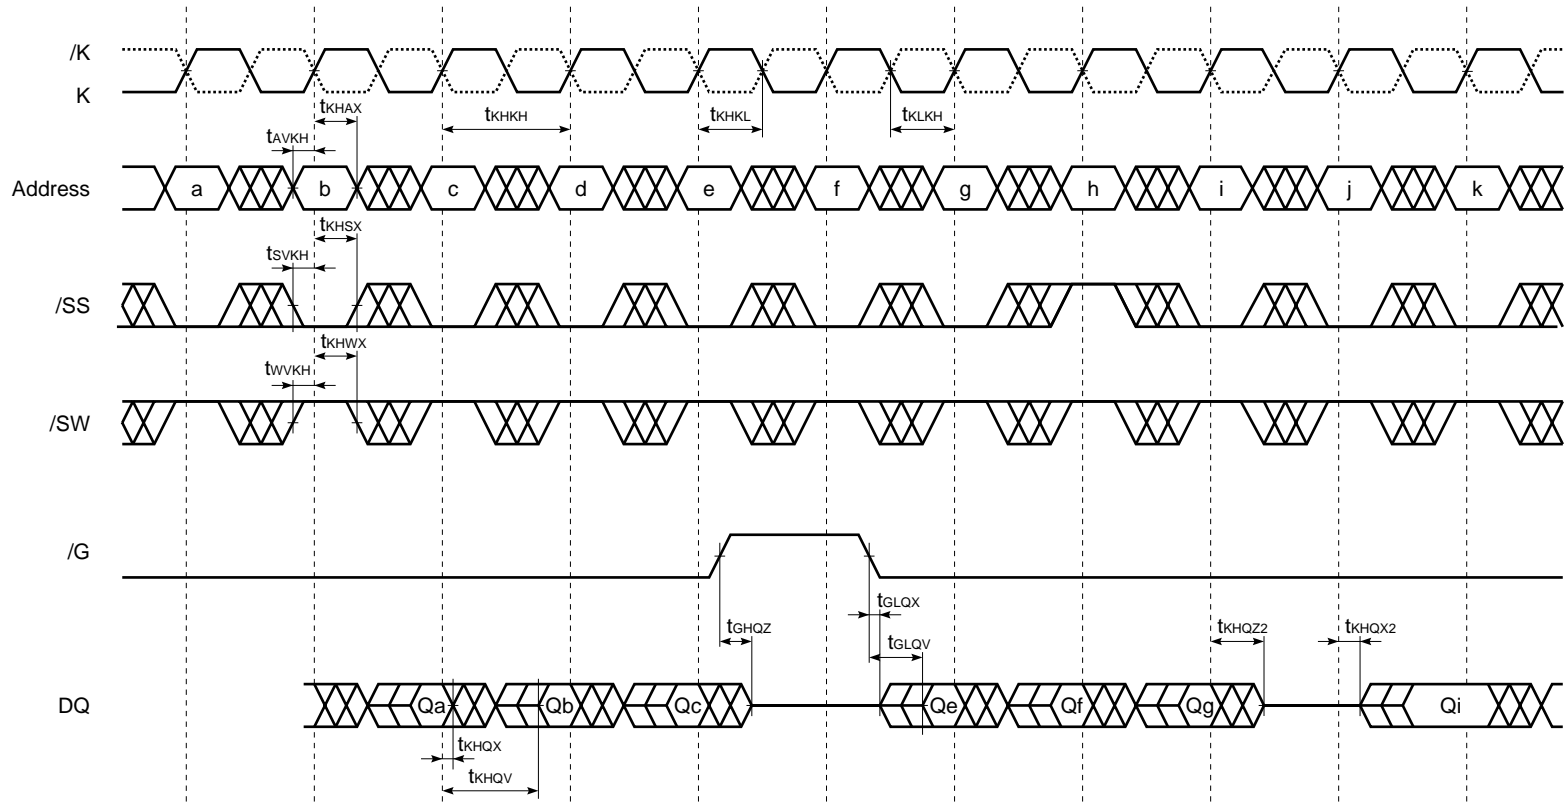 /K
K
tKHAX
tKHKH
tKHKL
tKLKH
tAVKH
Address
a
b
c
d
e
f
g
h
i
j
k
tKHSX
tSVKH
/SS
tKHWX
tWVKH
/SW
/G
tGLQX
tGHQZ
tGLQV
tKHQZ2
tKHQX2
DQ
Qa
Qb
Qc
Qe
Qf
Qg
Qi
tKHQX
tKHQV